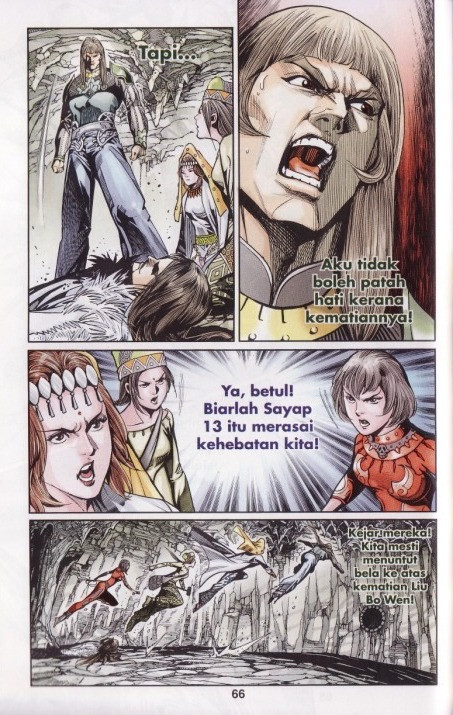 Tapi...
Aku tidak
boleh patah
hati kerana
kematiannya!
Ya, betul!
Biarlah Sayap
13 itu merasai
kehebatan kita!
Kejar mereka!
Kita mesti
menuntut
bela ke atas
kematian Liu
Bo Wen!
66